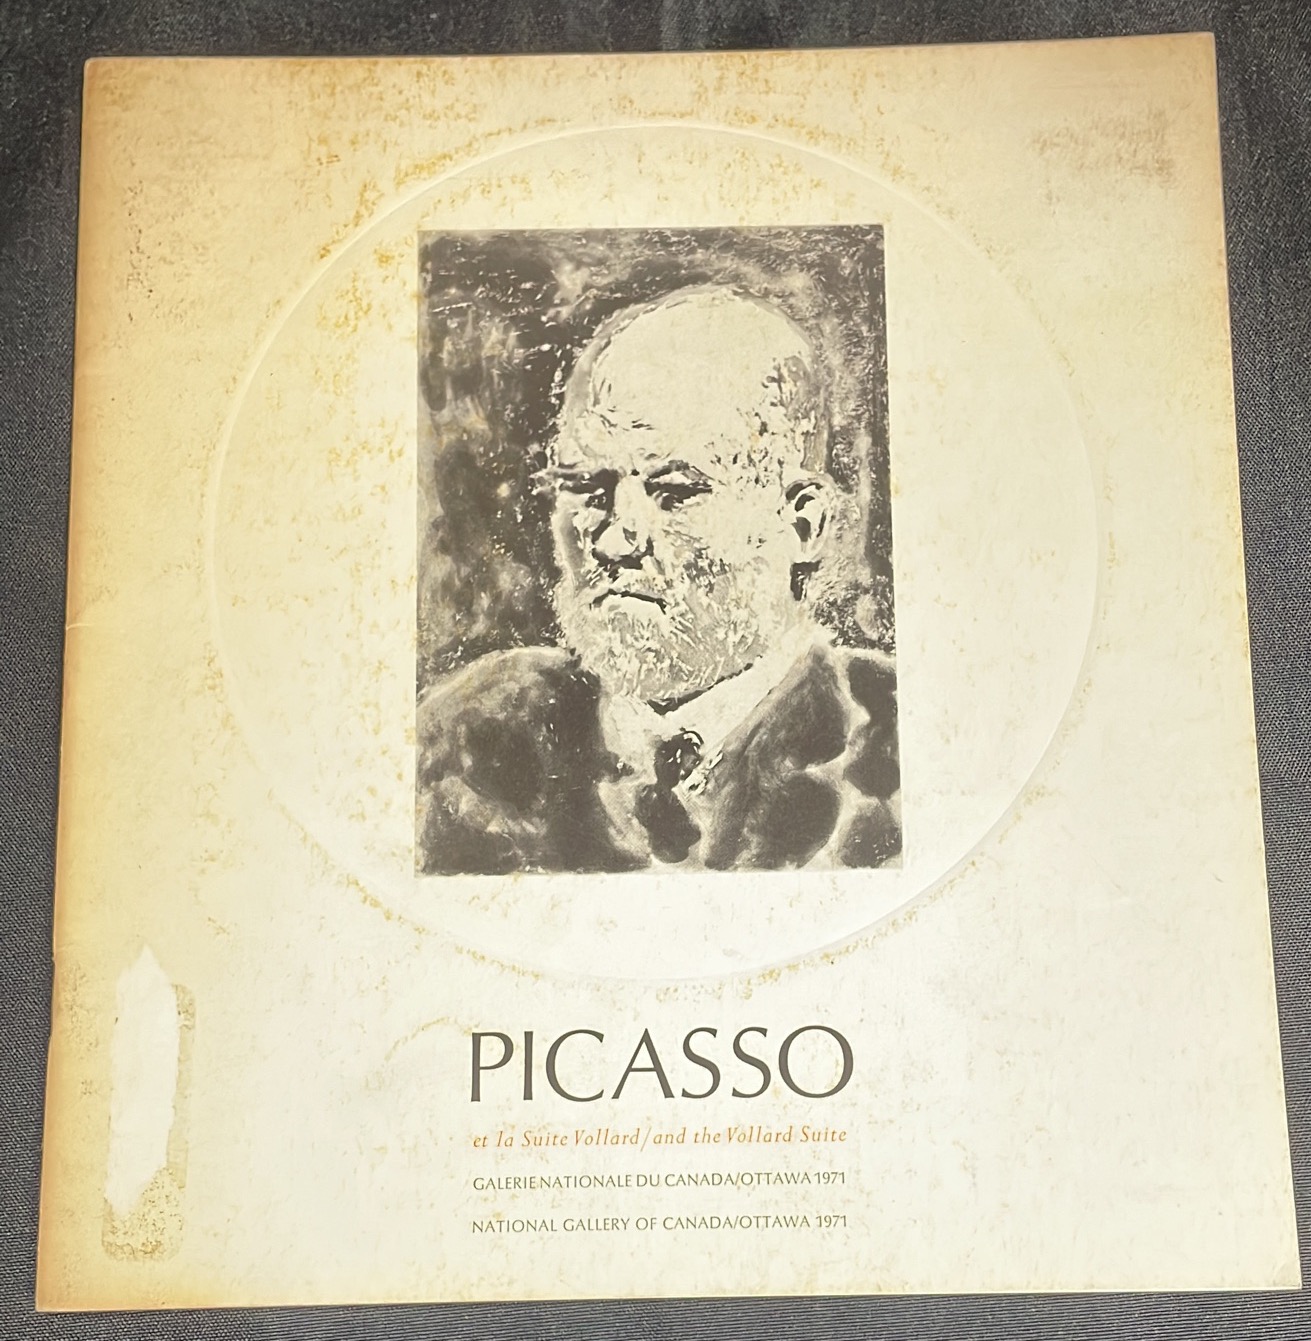 PICASSO
et la Suite Vollard/and the Vollard Suite
GALERIE NATIONALE DU CANADA/OTTAWA 1971
NATIONAL GALLERY OF CANADA/OTTAWA 1971